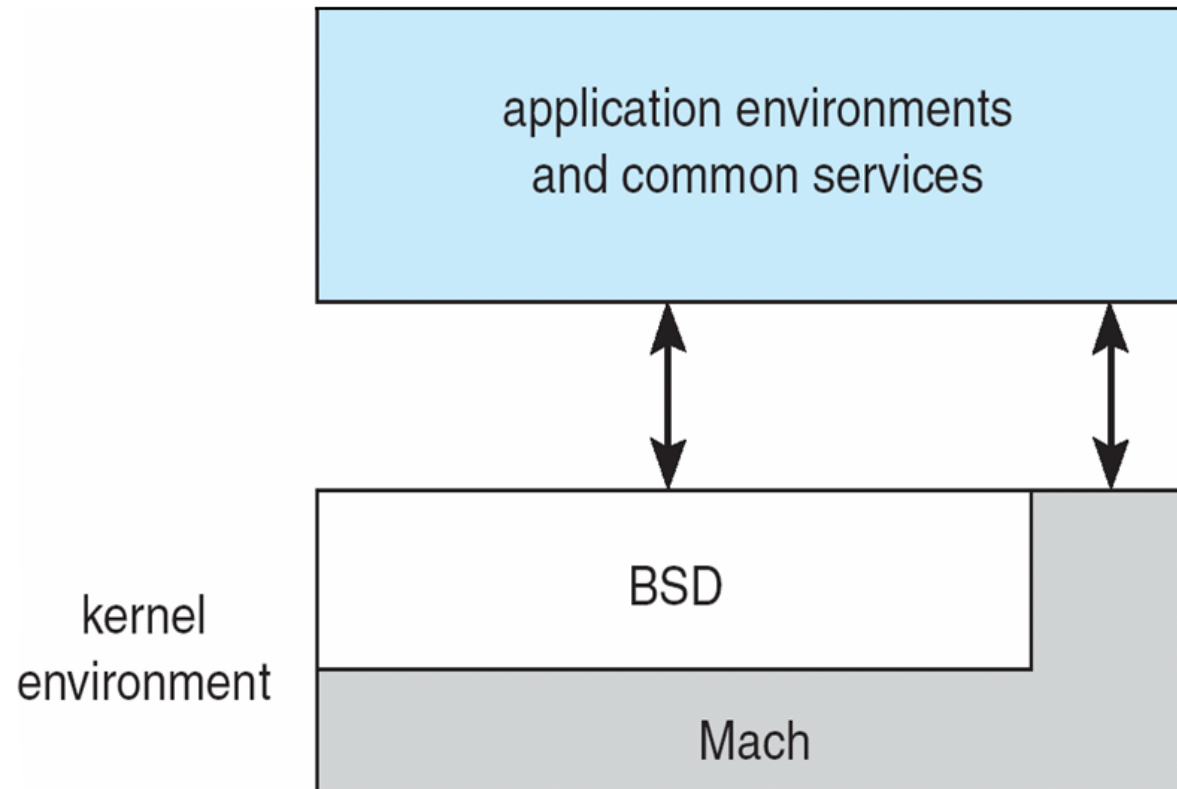 application environments
and common services
BSD
kernel
environment
Mach